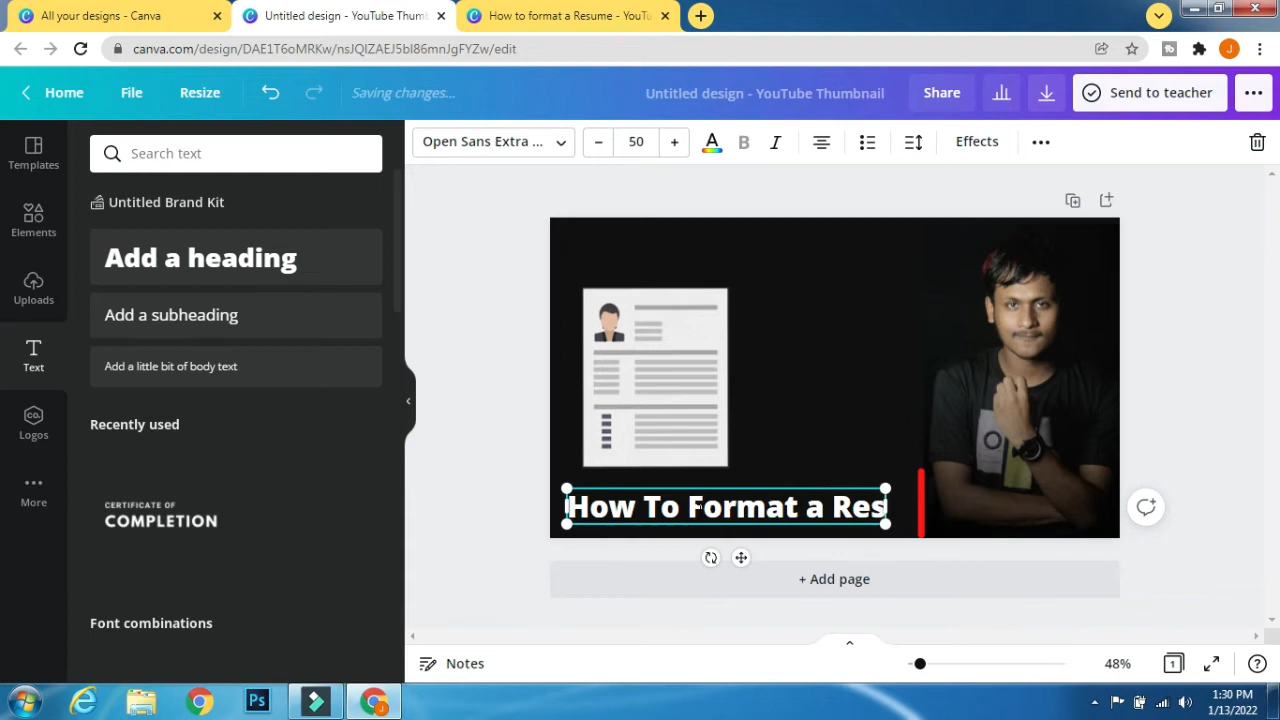 All your designs - Canva
Untitled design - YouTube Thumb
How to format a Resume - YouTu
canva.com/design/DAE1T6oMRKw/nsJQIZAEJ5bl86mnJgFYZw/edit
J
Home
File
Resize
Saving changes...
Untitled design - YouTube Thumbnail
Share
Send to teacher
Templates
Elements
Uploads
Text
CO.
Logos
More
Search text
Untitled Brand Kit
Add a heading
Add a subheading
Add a little bit of body text
Recently used
CERTIFICATE OF
COMPLETION
Font combinations
Open Sans Extra ...
50
A
B
I
Effects
How To Format a Res
+ Add page
Notes
48%
1
?
Ps
J
1:30 PM
1/13/2022